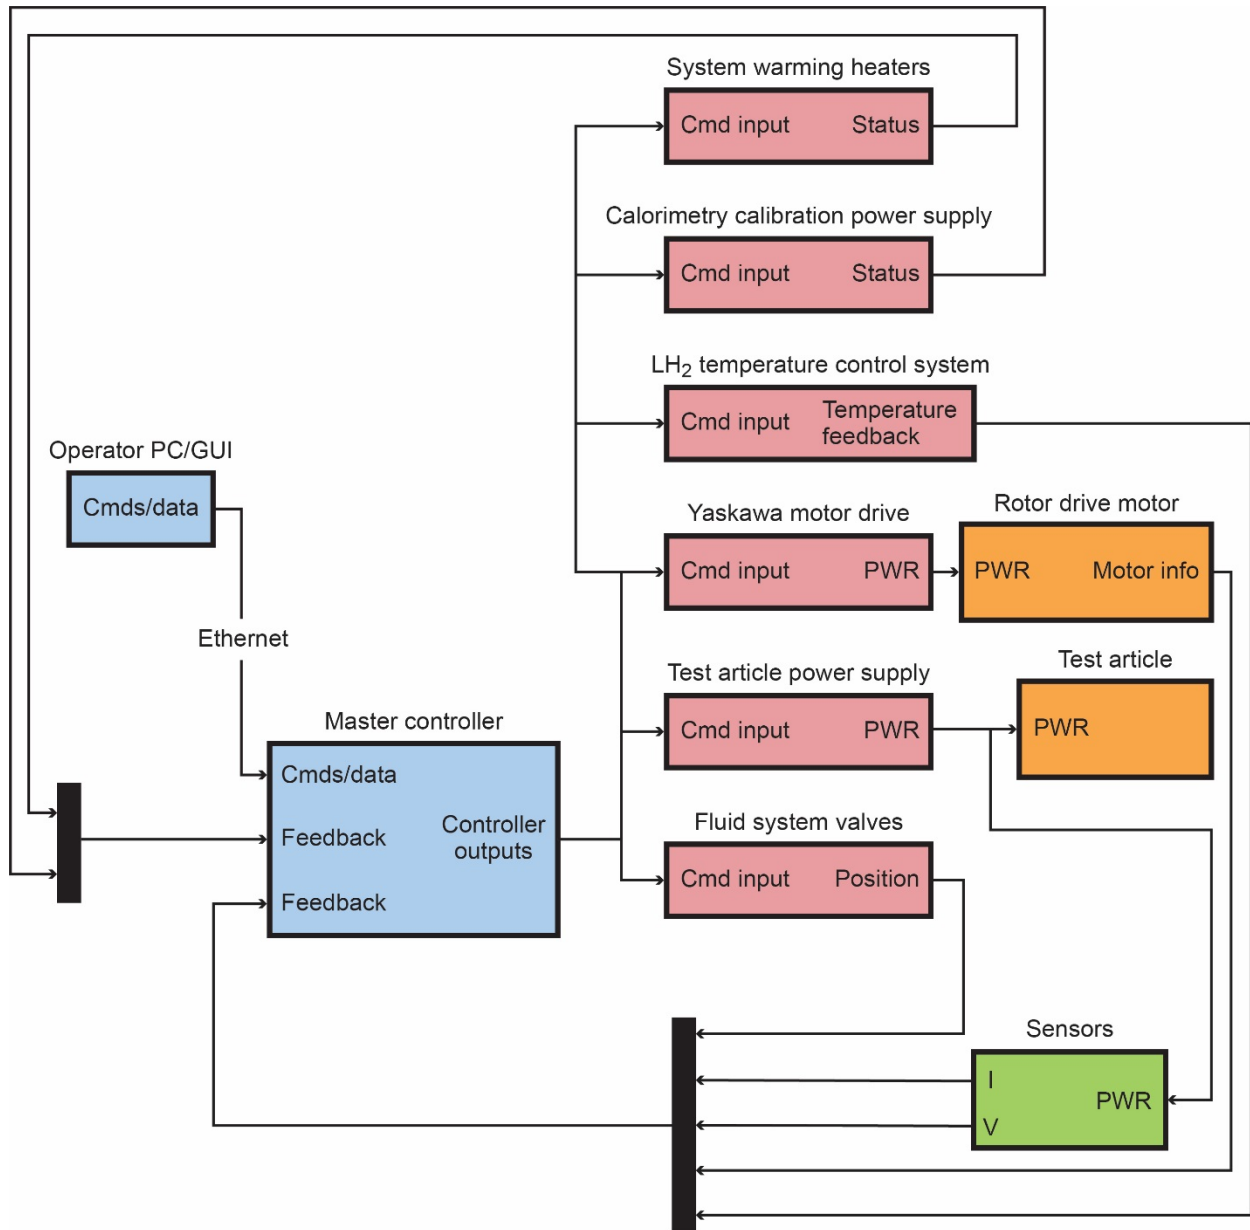 System warming heaters
Cmd input Status
Calorimetry calibration power supply
Cmd input Status
LH₂ temperature control system
Cmd input Temperature
feedback
Operator PC/GUI
Cmds/data
Yaskawa motor drive
Cmd input PWR
Rotor drive motor
PWR Motor info
Ethernet
Test article power supply
Cmd input PWR
Test article
PWR
Master controller
Cmds/data
Feedback
Feedback
Controller
outputs
Fluid system valves
Cmd input Position
Sensors
I
V
PWR